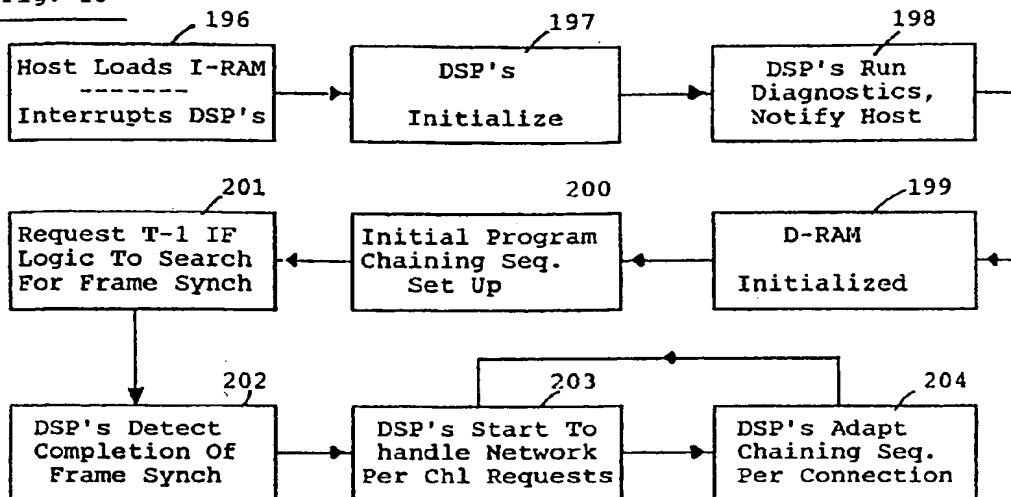 196
Host Loads I-RAM
-------
Interrupts DSP's
197
DSP's
Initialize
198
DSP's Run
Diagnostics,
Notify Host
199
D-RAM
Initialized
200
Initial Program
Chaining Seq.
Set Up
201
Request T-1 IF
Logic To Search
For Frame Synch
202
DSP's Detect
Completion Of
Frame Synch
203
DSP's Start To
handle Network
Per Chl Requests
204
DSP's Adapt
Chaining Seq.
Per Connection